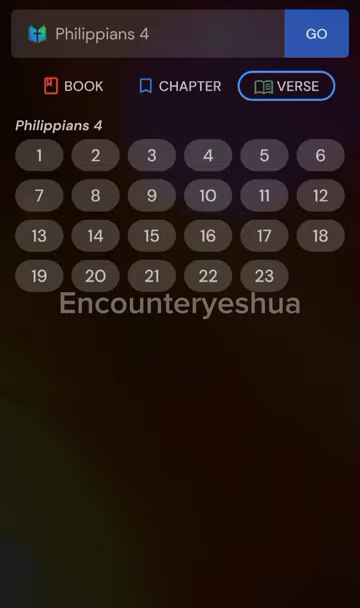 Philippians 4 GO
BOOK CHAPTER VERSE
Philippians 4
1 2 3 4 5 6
7 8 9 10 11 12
13 14 15 16 17 18
19 20 21 22 23
Encounteryeshua